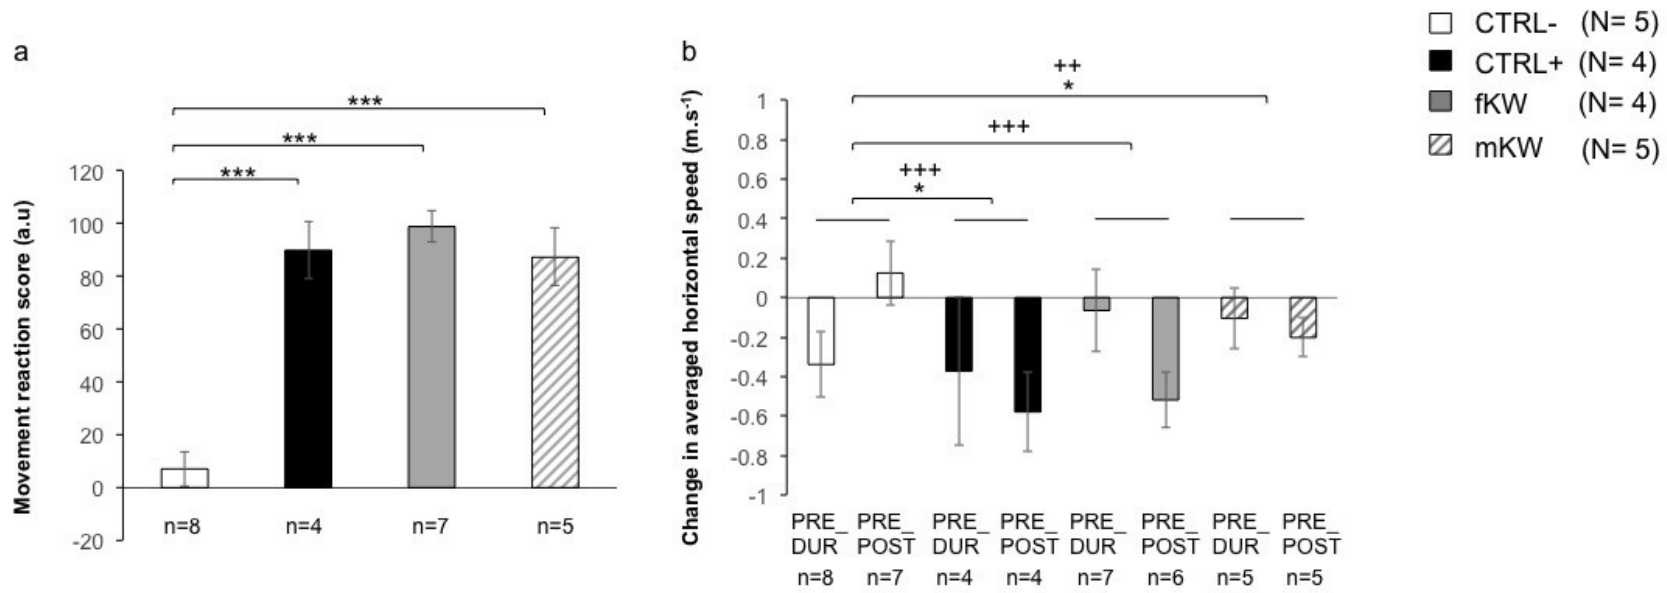 a
Movement reaction score (a.u)
***
***
***
120
100
80
60
40
20
0
-20
n=8
n=4
n=7
n=5
b
Change in averaged horizontal speed (m.s-1)
++
*
+++
+++
*
1
0.8
0.6
0.4
0.2
0
-0.2
-0.4
-0.6
-0.8
-1
PRE_ PRE_ PRE_ PRE_ PRE_ PRE_ PRE_ PRE_
DUR POST DUR POST DUR POST DUR POST
n=8 n=7 n=4 n=4 n=7 n=6 n=5 n=5
CTRL- (N= 5)
CTRL+ (N= 4)
fKW (N= 4)
mKW (N= 5)